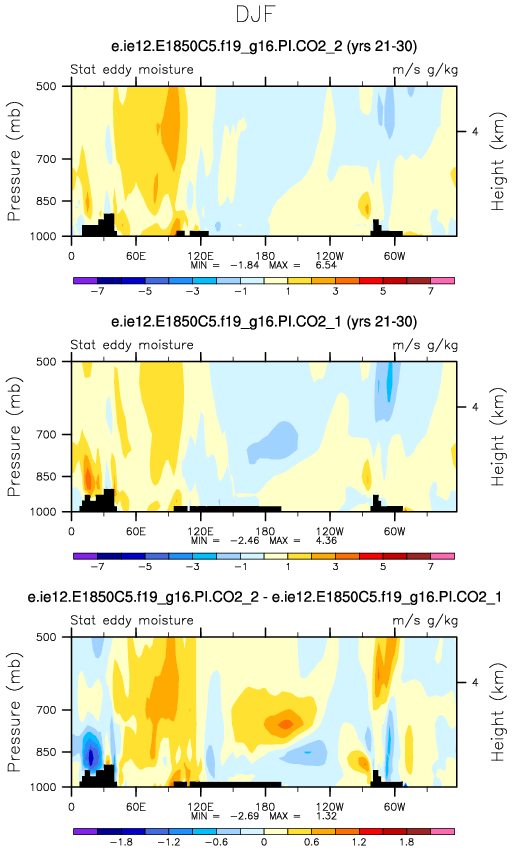 DJF
e.ie12.E1850C5.f19_g16.PI.CO2_2 (yrs 21-30)
Stat eddy moisture m/s g/kg
500
700
850
1000
Pressure (mb)
4
Height (km)
0 60E 120E 180 120W 60W
MIN = -1.84 MAX = 6.54
-7 -5 -3 -1 1 3 5 7
e.ie12.E1850C5.f19_g16.PI.CO2_1 (yrs 21-30)
Stat eddy moisture m/s g/kg
500
700
850
1000
Pressure (mb)
4
Height (km)
0 60E 120E 180 120W 60W
MIN = -2.46 MAX = 4.36
-7 -5 -3 -1 1 3 5 7
e.ie12.E1850C5.f19_g16.PI.CO2_2 - e.ie12.E1850C5.f19_g16.PI.CO2_1
Stat eddy moisture m/s g/kg
500
700
850
1000
Pressure (mb)
4
Height (km)
0 60E 120E 180 120W 60W
MIN = -2.69 MAX = 1.32
-1.8 -1.2 -0.6 0 0.6 1.2 1.8